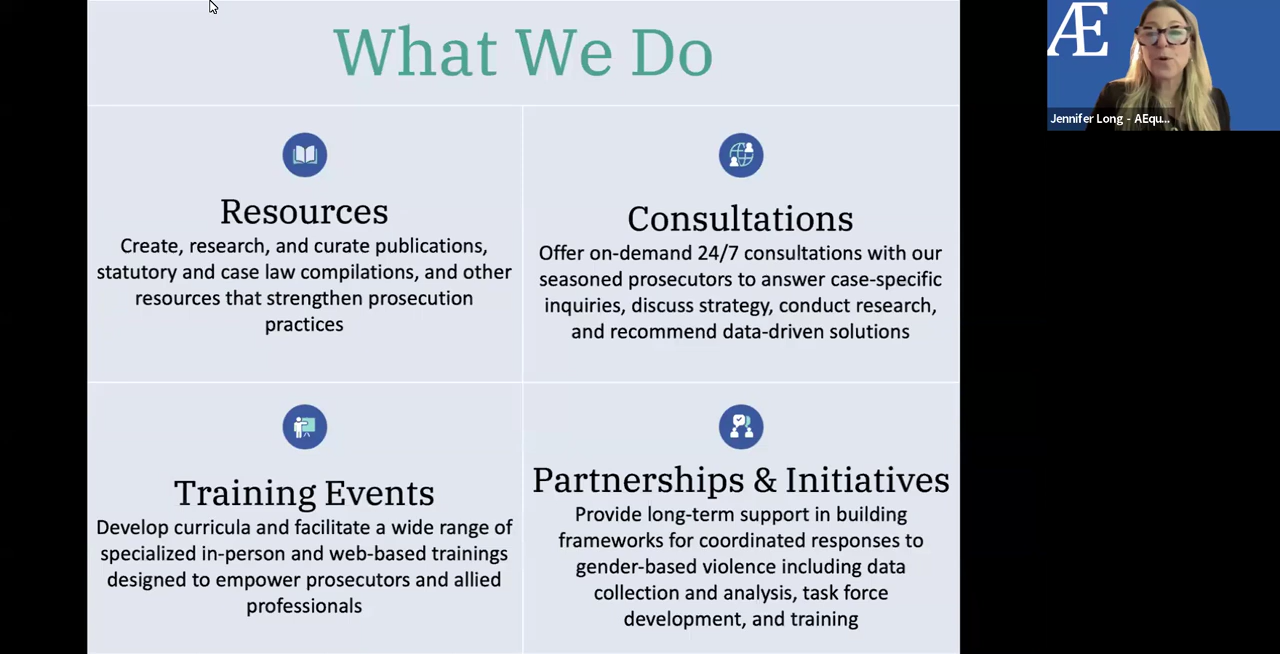 What We Do
ÆE
Jennifer Long - AEqu...
Resources
Create, research, and curate publications,
statutory and case law compilations, and other
resources that strengthen prosecution
practices
Consultations
Offer on-demand 24/7 consultations with our
seasoned prosecutors to answer case-specific
inquiries, discuss strategy, conduct research,
and recommend data-driven solutions
Training Events
Develop curricula and facilitate a wide range of
specialized in-person and web-based trainings
designed to empower prosecutors and allied
professionals
Partnerships & Initiatives
Provide long-term support in building
frameworks for coordinated responses to
gender-based violence including data
collection and analysis, task force
development, and training